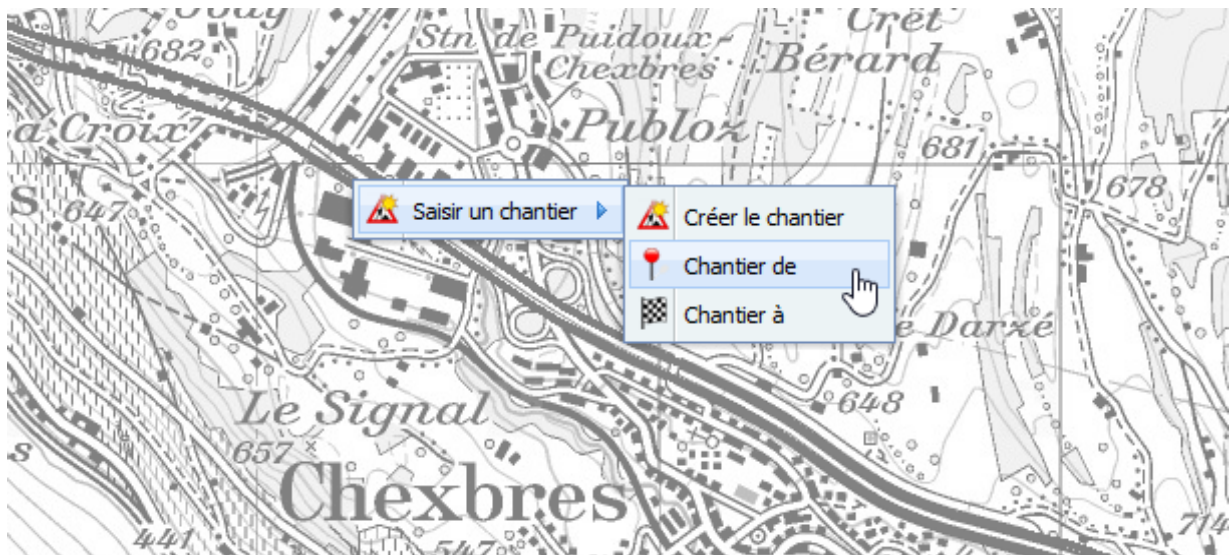 682
Stn de Puidoux-
Chexbres
Crêt
Bérard
a Croix
Publoz
681
678
S
647
Saisir un chantier
Créer le chantier
Chantier de
Chantier à
e Darzé
648
Le Signal
657
s
Chexbres
441
547
714